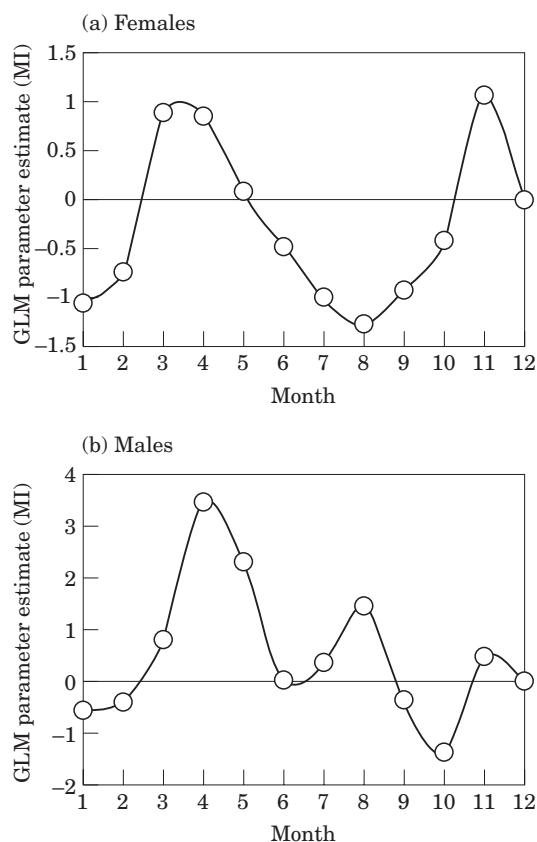 (a) Females
GLM parameter estimate (MI)
1.5
1
0.5
0
–0.5
–1
–1.5
1 2 3 4 5 6 7 8 9 10 11 12
Month
(b) Males
GLM parameter estimate (MI)
4
3
2
1
0
–1
–2
1 2 3 4 5 6 7 8 9 10 11 12
Month